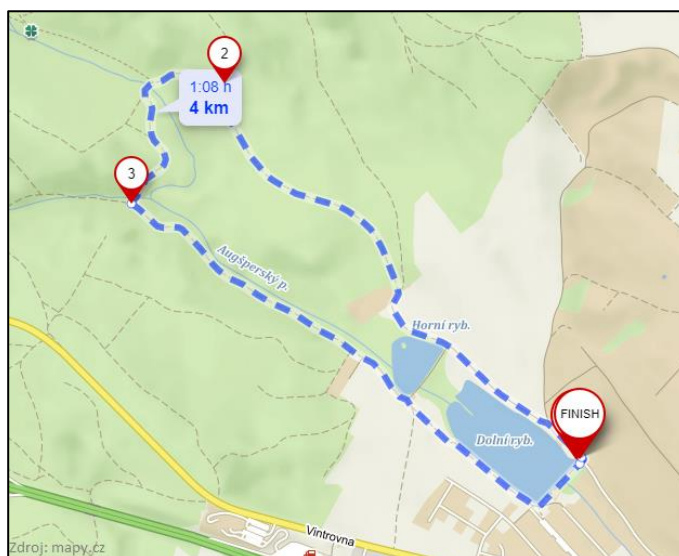 2
1:08 h
4 km
3
Augšperský p.
Horní ryb.
FINISH
Dolní ryb.
Vintrovna
Zdroj: mapy.cz